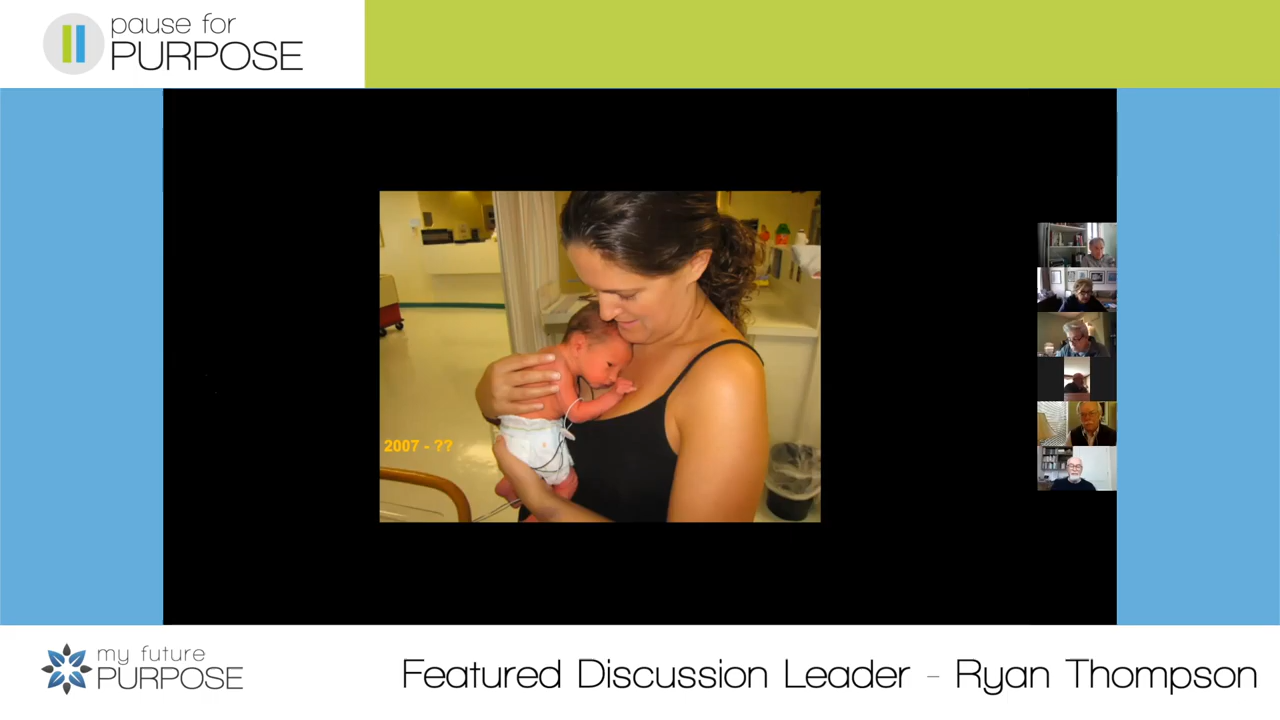 pause for
PURPOSE
2007 - ??
my future
PURPOSE
Featured Discussion Leader - Ryan Thompson